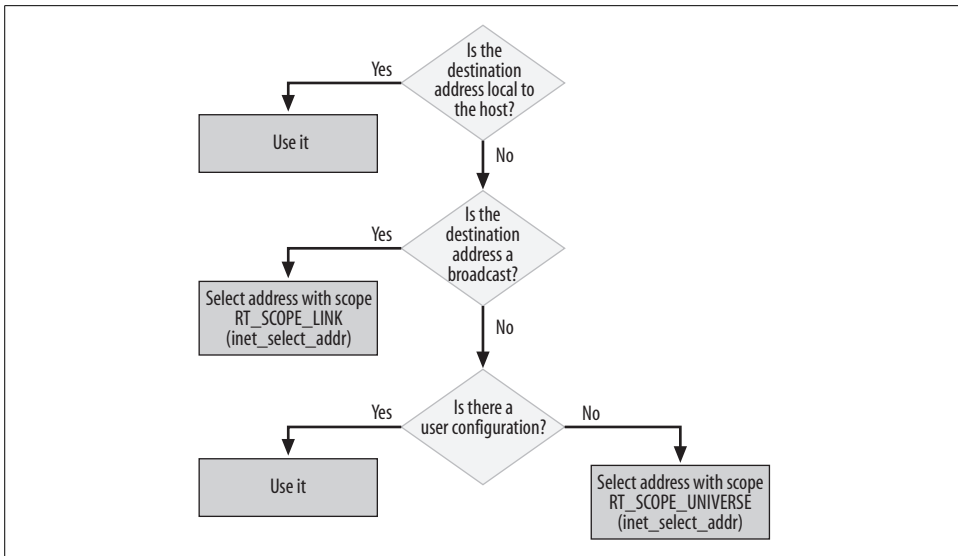 Is the
destination
address local to
the host?
Yes
Use it
No
Is the
destination
address a
broadcast?
Yes
Select address with scope
RT_SCOPE_LINK
(inet_select_addr)
No
Is there a
user configuration?
Yes
No
Use it
Select address with scope
RT_SCOPE_UNIVERSE
(inet_select_addr)